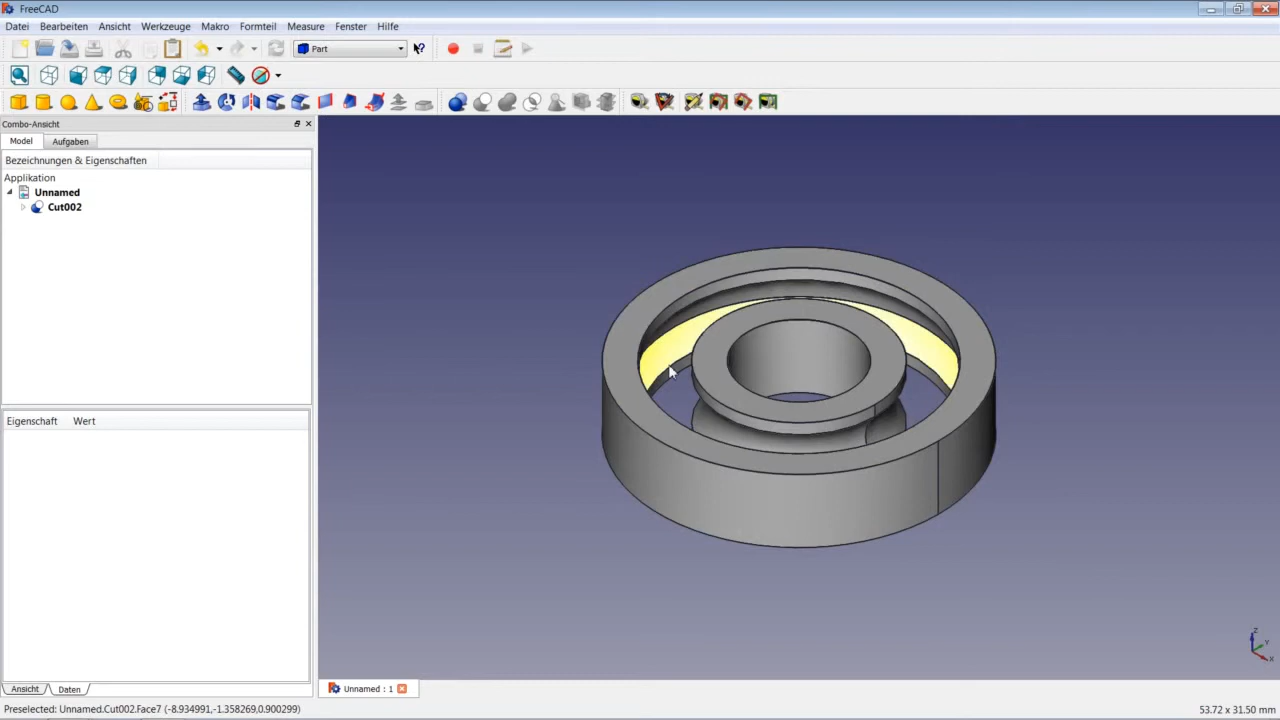 FreeCAD
Datei Bearbeiten Ansicht Werkzeuge Makro Formteil Measure Fenster Hilfe
Part
Combo-Ansicht
Model Aufgaben
Bezeichnungen & Eigenschaften
Applikation
Unnamed
Cut002
Eigenschaft Wert
Z
Y
X
Ansicht Daten
Unnamed : 1
Preselected: Unnamed.Cut002.Face7 (-8.934991,-1.358269,0.900299)
53.72 x 31.50 mm